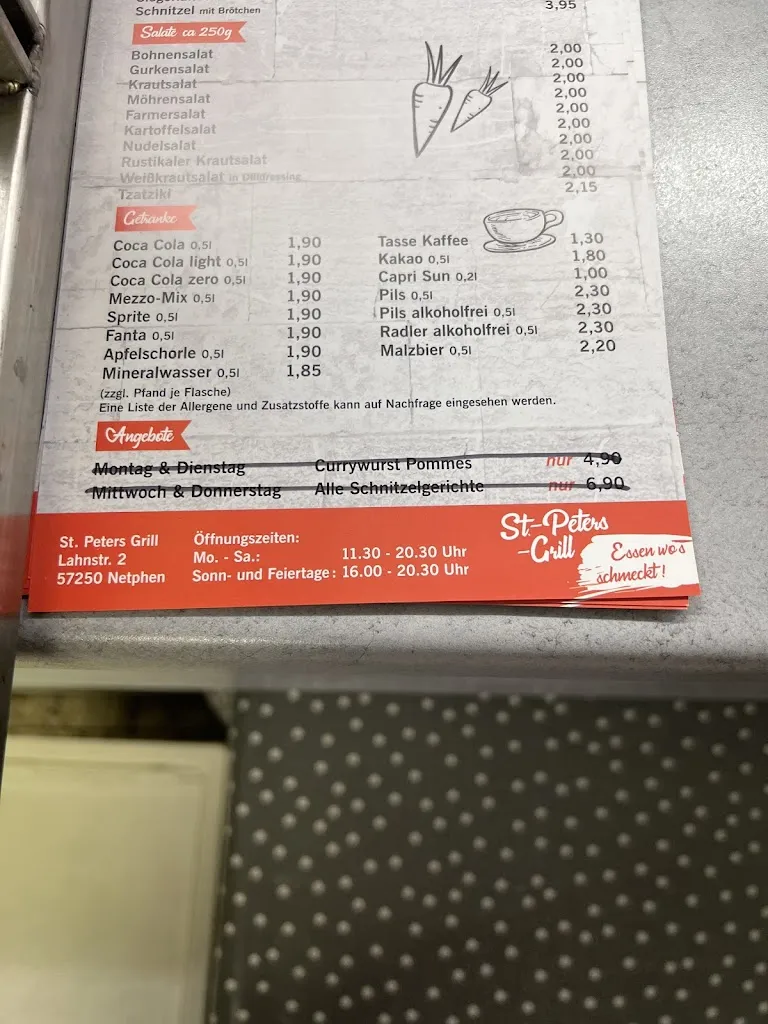 Schnitzel mit Brötchen 3,95
Salate ca 250g
Bohnensalat 2,00
Gurkensalat 2,00
Krautsalat 2,00
Möhrensalat 2,00
Farmersalat 2,00
Kartoffelsalat 2,00
Nudelsalat 2,00
Rustikaler Krautsalat 2,00
Weißkrautsalat in Dilldressing 2,00
Tzatziki 2,15
Getränke
Coca Cola 0,5l 1,90
Coca Cola light 0,5l 1,90
Coca Cola zero 0,5l 1,90
Mezzo-Mix 0,5l 1,90
Sprite 0,5l 1,90
Fanta 0,5l 1,90
Apfelschorle 0,5l 1,90
Mineralwasser 0,5l 1,85
Tasse Kaffee 1,30
Kakao 0,5l 1,80
Capri Sun 0,2l 1,00
Pils 0,5l 2,30
Pils alkoholfrei 0,5l 2,30
Radler alkoholfrei 0,5l 2,30
Malzbier 0,5l 2,20
(zzgl. Pfand je Flasche)
Eine Liste der Allergene und Zusatzstoffe kann auf Nachfrage eingesehen werden.
Angebote
Montag & Dienstag Currywurst Pommes nur 4,90
Mittwoch & Donnerstag Alle Schnitzelgerichte nur 6,90
St. Peters Grill
Lahnstr. 2
57250 Netphen
Öffnungszeiten:
Mo. - Sa.: 11.30 - 20.30 Uhr
Sonn- und Feiertage: 16.00 - 20.30 Uhr
St.-Peters
-Grill
Essen wo's
schmeckt!